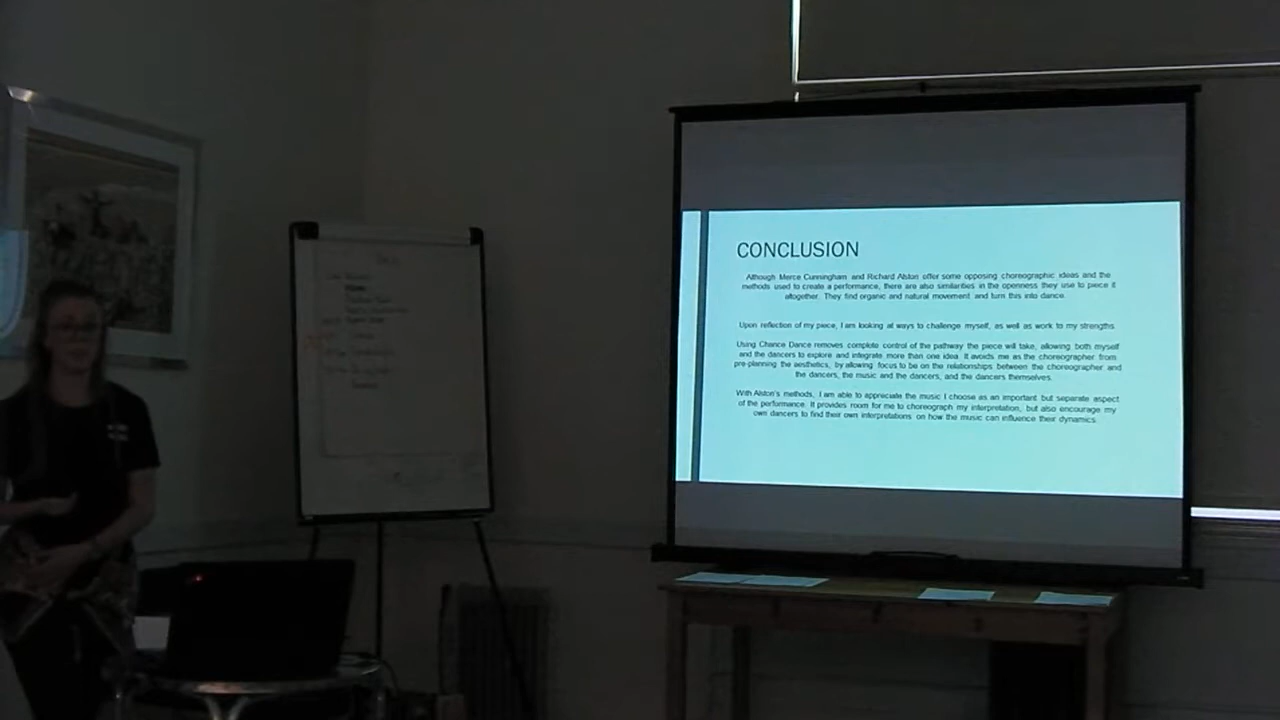 CONCLUSION
Although Merce Cunningham and Richard Alston offer some opposing choreographic ideas and the
methods used to create a performance, there are also similarities in the openness they use to piece it
altogether. They find organic and natural movement and turn this into dance.
Upon reflection of my piece, I am looking at ways to challenge myself, as well as work to my strengths.
Using Chance Dance removes complete control of the pathway the piece will take, allowing both myself
and the dancers to explore and integrate more than one idea. It avoids me as the choreographer from
pre-planning the aesthetics, by allowing focus to be on the relationships between the choreographer and
the dancers, the music and the dancers, and the dancers themselves.
With Alston's methods, I am able to appreciate the music I choose as an important but separate aspect
of the performance. It provides room for me to choreograph my interpretation, but also encourage my
own dancers to find their own interpretations on how the music can influence their dynamics.